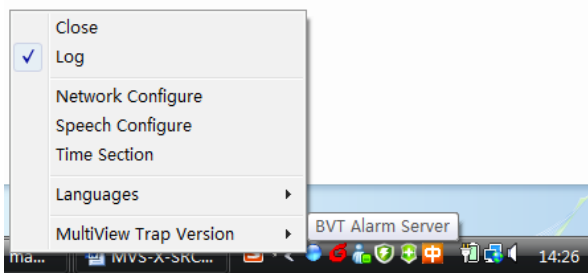 Close
Log
Network Configure
Speech Configure
Time Section
Languages
MultiView Trap Version
BVT Alarm Server
ma...
MVS-X-SRC...
中
14:26